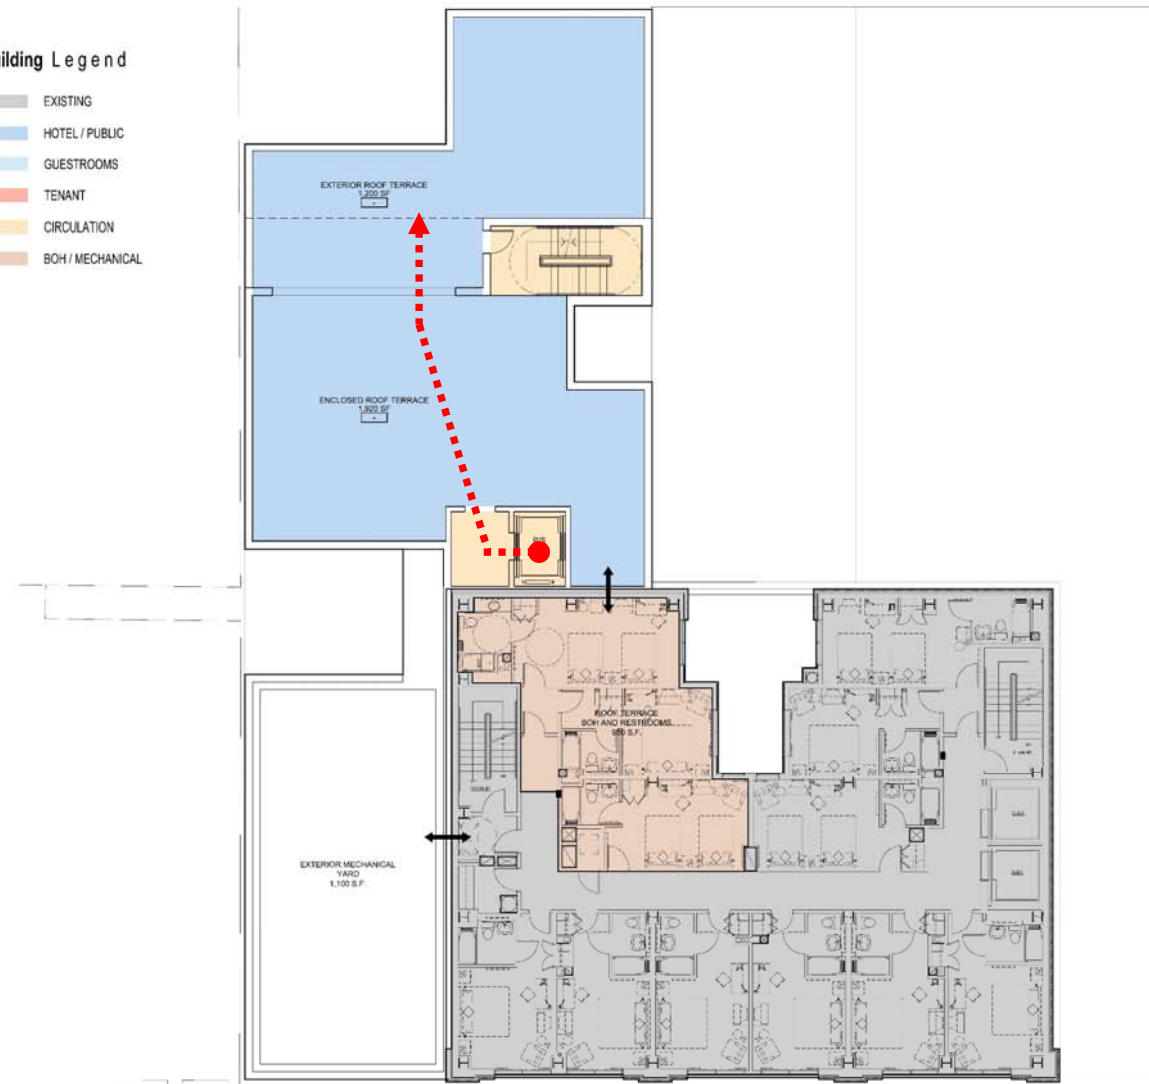 ilding Legend
EXISTING
HOTEL / PUBLIC
GUESTROOMS
TENANT
CIRCULATION
BOH / MECHANICAL
EXTERIOR ROOF TERRACE
1,200 SF
ENCLOSED ROOF TERRACE
1,920 SF
ROOF TERRACE
BOH AND RESTROOMS
950 S.F.
EXTERIOR MECHANICAL
YARD
1,100 S.F.